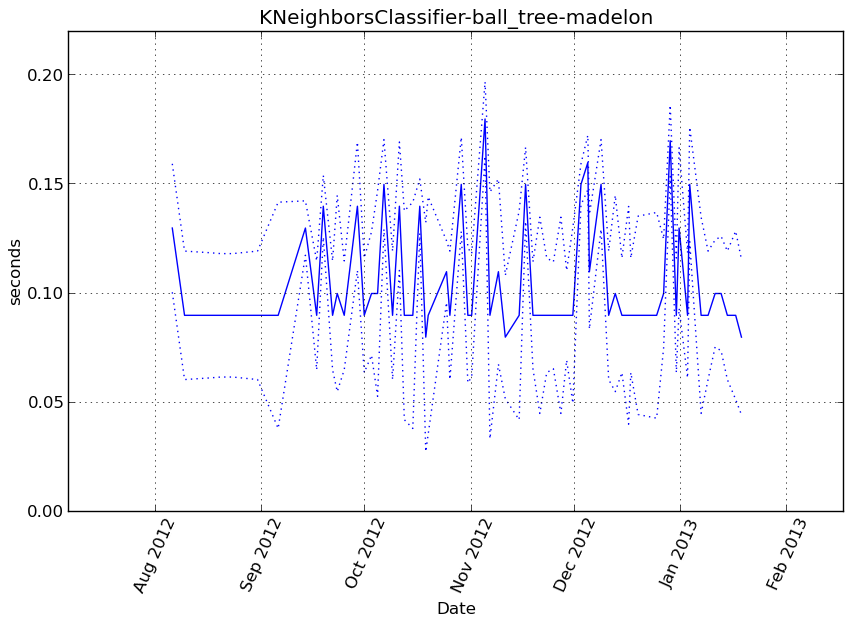 KNeighborsClassifier-ball_tree-madelon
0.20
0.15
0.10
0.05
0.00
seconds
Aug 2012
Sep 2012
Oct 2012
Nov 2012
Dec 2012
Jan 2013
Feb 2013
Date